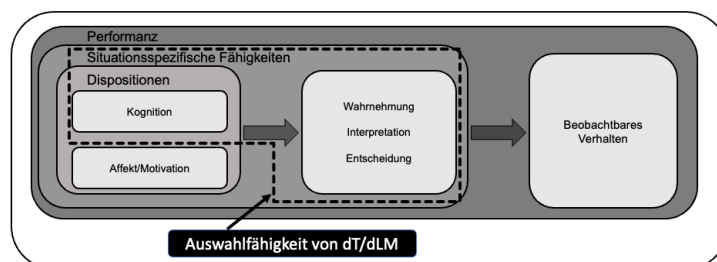 Performanz
Situationsspezifische Fähigkeiten
Dispositionen
Kognition
Affekt/Motivation
Wahrnehmung
Interpretation
Entscheidung
Beobachtbares
Verhalten
Auswahlfähigkeit von dT/dLM